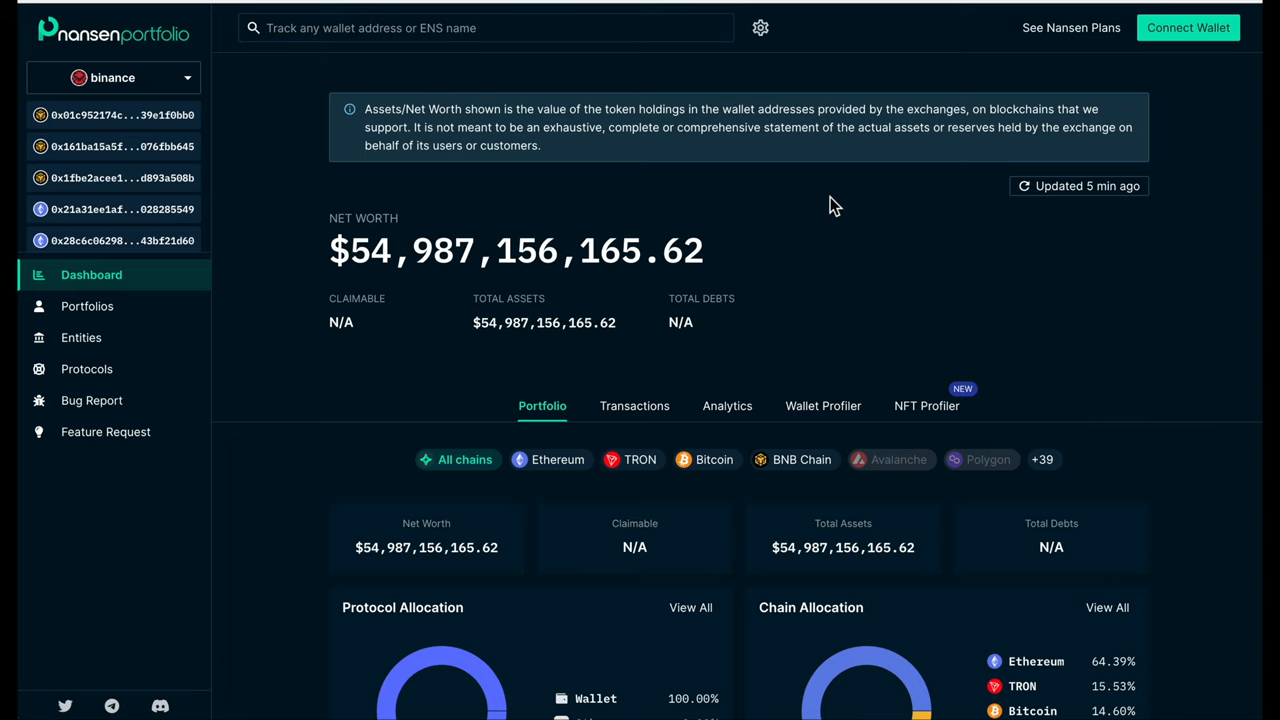 nansenportfolio
Track any wallet address or ENS name
See Nansen Plans
Connect Wallet
binance
0x01c952174c...39e1f0bb0
0x161ba15a5f...076fbb645
0x1fbe2acee1...d893a508b
0x21a31ee1af...028285549
0x28c6c06298...43bf21d60
Dashboard
Portfolios
Entities
Protocols
Bug Report
Feature Request
Assets/Net Worth shown is the value of the token holdings in the wallet addresses provided by the exchanges, on blockchains that we
support. It is not meant to be an exhaustive, complete or comprehensive statement of the actual assets or reserves held by the exchange on
behalf of its users or customers.
Updated 5 min ago
NET WORTH
$54,987,156,165.62
CLAIMABLE
N/A
TOTAL ASSETS
$54,987,156,165.62
TOTAL DEBTS
N/A
Portfolio
Transactions
Analytics
Wallet Profiler
NEW
NFT Profiler
All chains
Ethereum
TRON
Bitcoin
BNB Chain
Avalanche
Polygon
+39
Net Worth
$54,987,156,165.62
Claimable
N/A
Total Assets
$54,987,156,165.62
Total Debts
N/A
Protocol Allocation
View All
Wallet 100.00%
Chain Allocation
View All
Ethereum 64.39%
TRON 15.53%
Bitcoin 14.60%